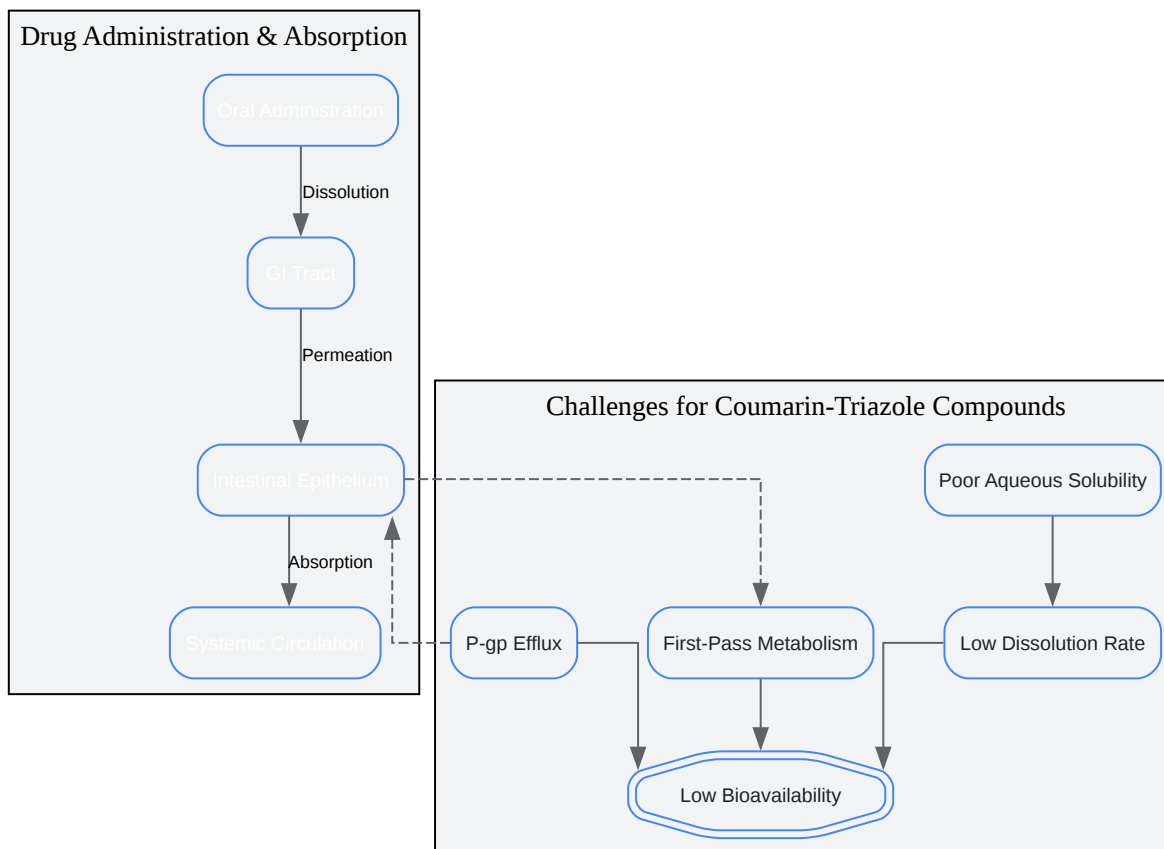 Drug Administration & Absorption
Oral Administration
Dissolution
GI Tract
Permeation
Intestinal Epithelium
Absorption
Systemic Circulation
Challenges for Coumarin-Triazole Compounds
Poor Aqueous Solubility
P-gp Efflux
First-Pass Metabolism
Low Dissolution Rate
Low Bioavailability